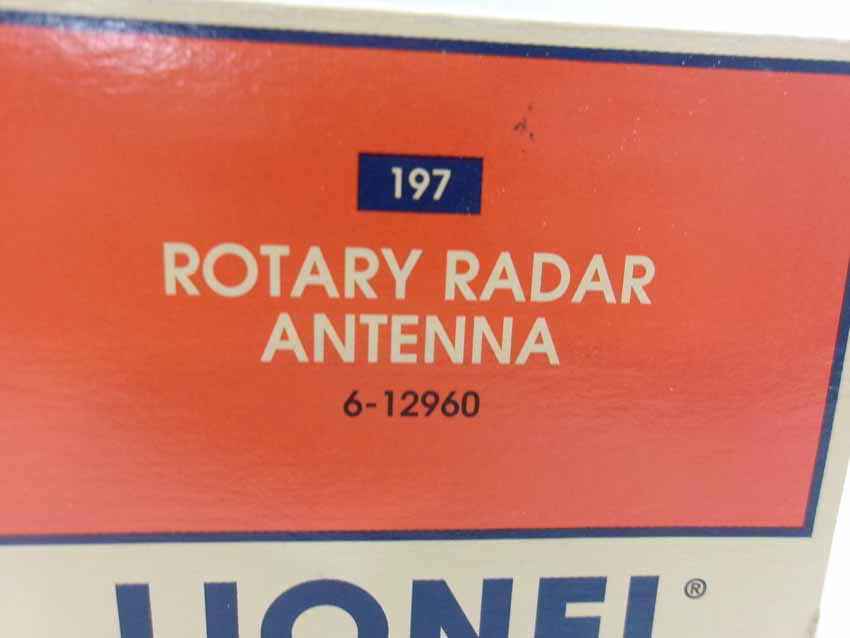 197
ROTARY RADAR
ANTENNA
6-12960
LIONEL®